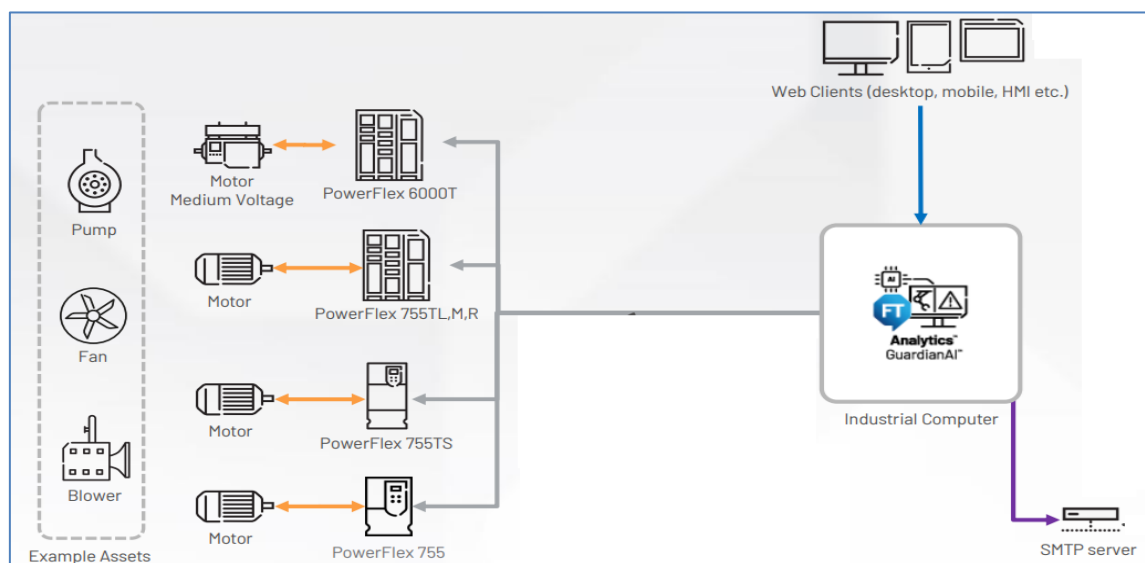 Web Clients (desktop, mobile, HMI etc.)
Motor
Medium Voltage
PowerFlex 6000T
Pump
Motor
PowerFlex 755TL,M,R
AI
FT
Analytics™
GuardianAI™
Fan
Industrial Computer
Motor
PowerFlex 755TS
Blower
Motor
PowerFlex 755
SMTP server
Example Assets